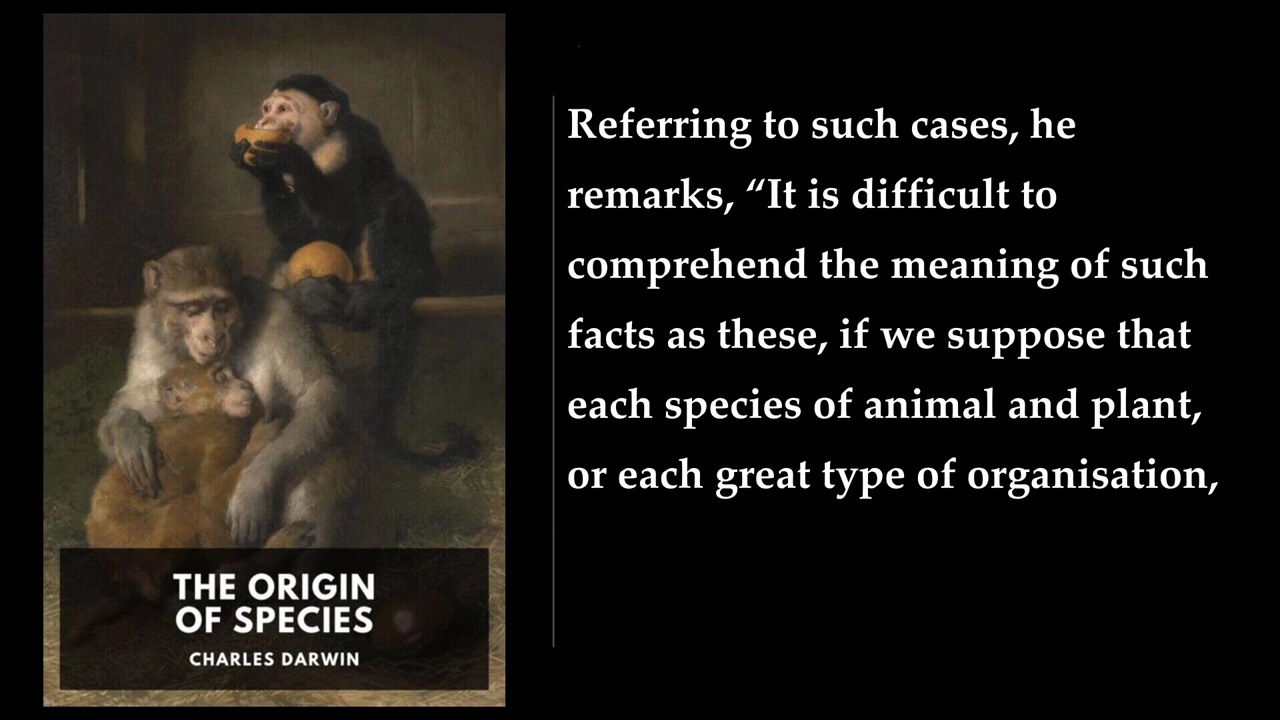 THE ORIGIN
OF SPECIES
CHARLES DARWIN
Referring to such cases, he
remarks, “It is difficult to
comprehend the meaning of such
facts as these, if we suppose that
each species of animal and plant,
or each great type of organisation,